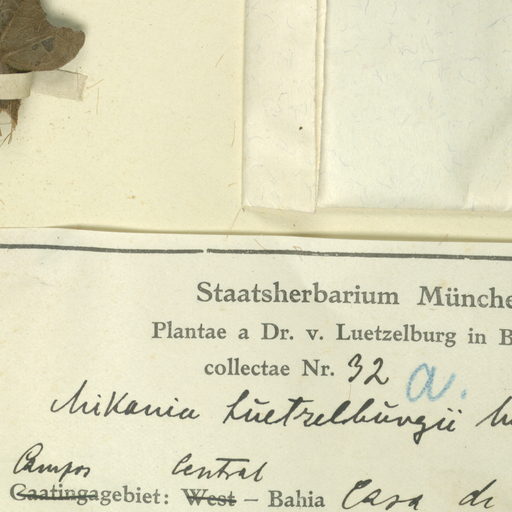 Staatsherbarium Münche
Plantae a Dr. v. Luetzelburg in B
collectae Nr. 32 a.
Mikania Luetzelburgii
Campos Central
Caatingagebiet: West – Bahia Casa de